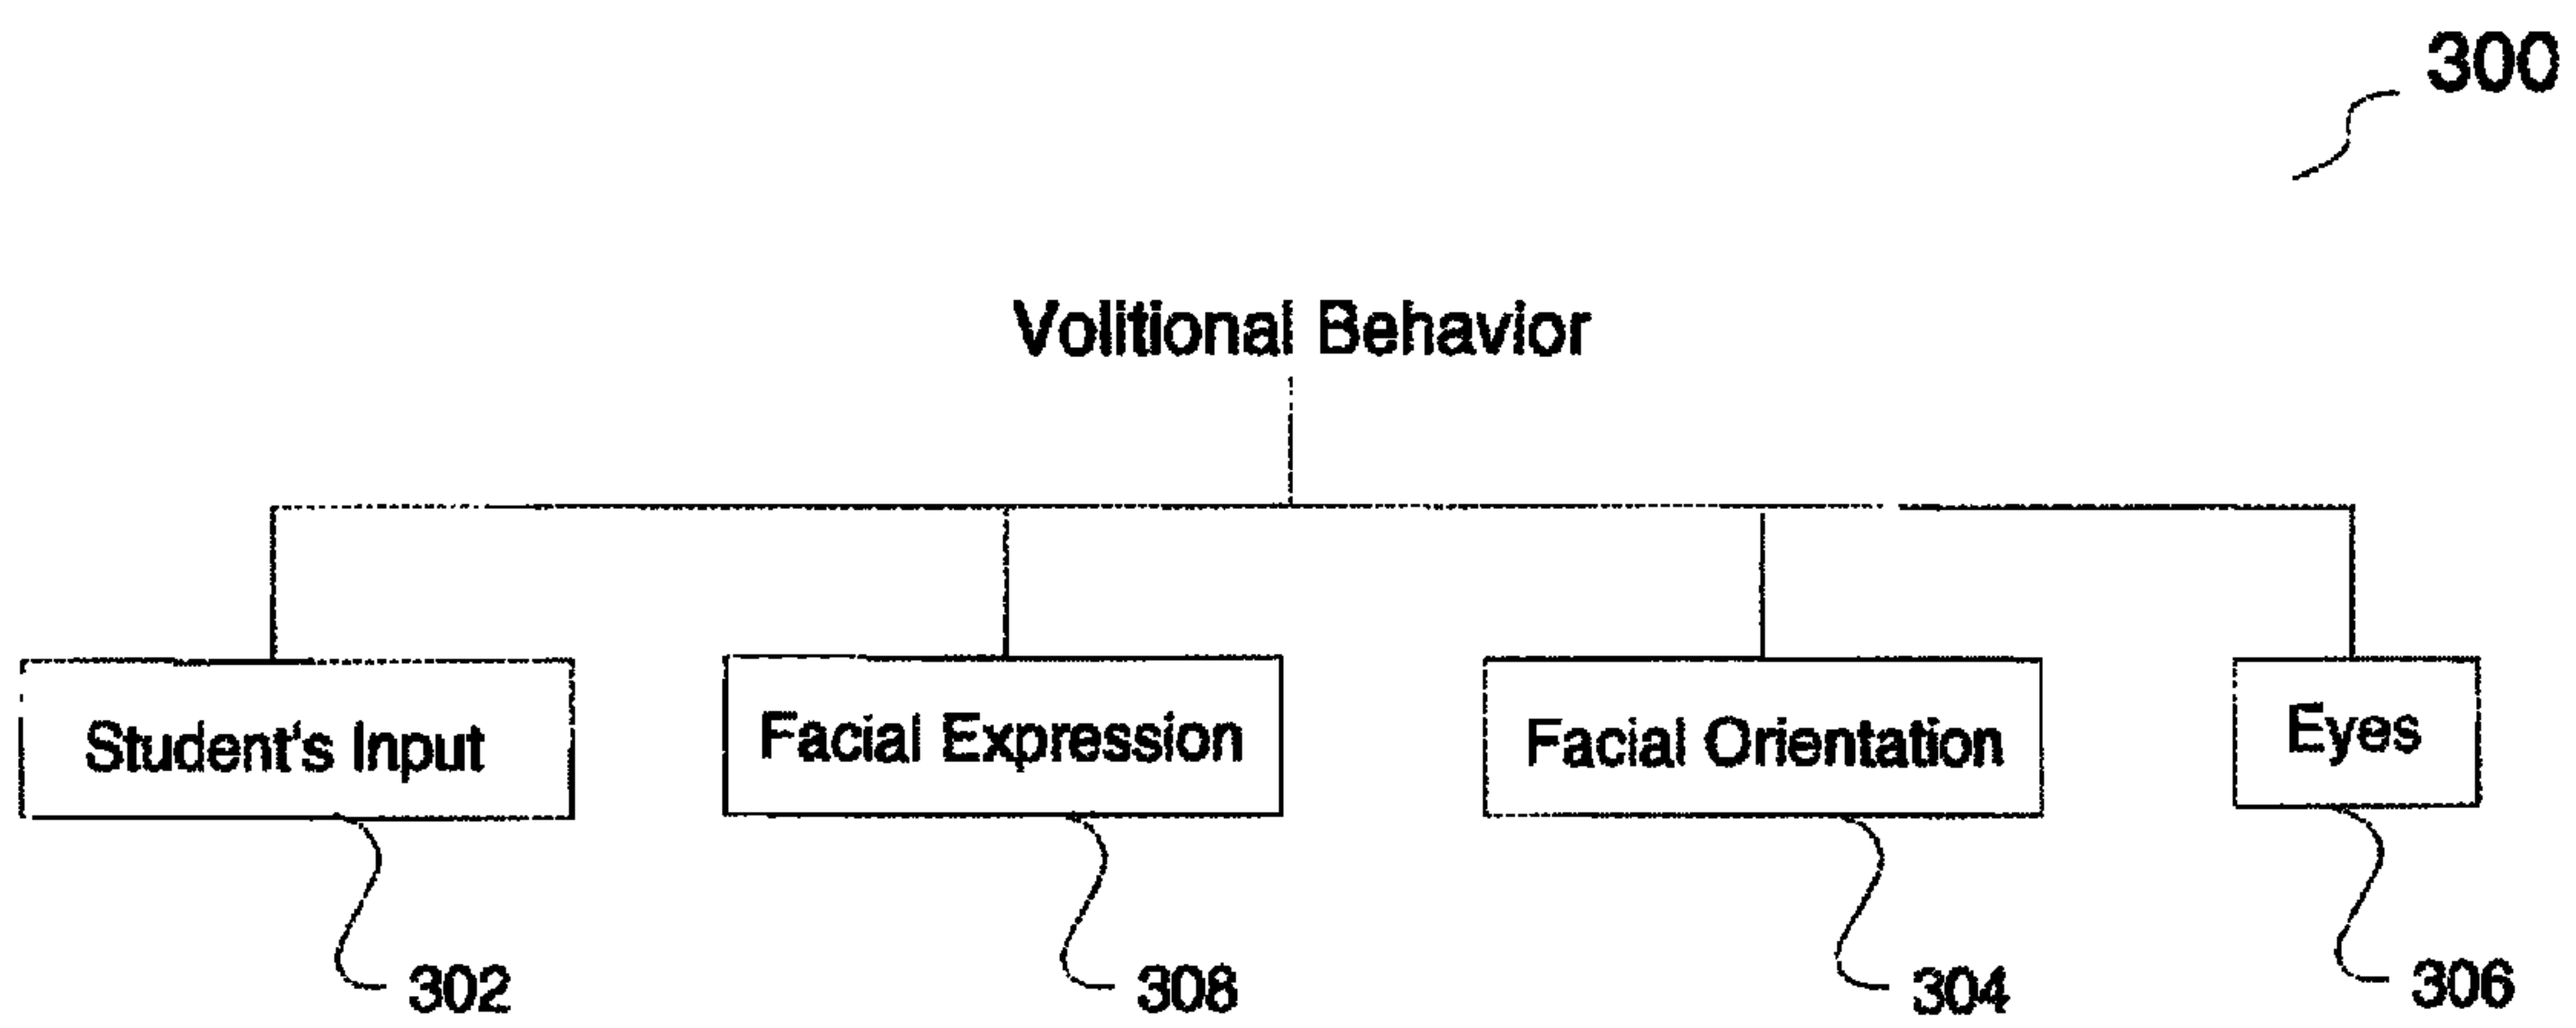 300
Volitional Behavior
Student's Input
Facial Expression
Facial Orientation
Eyes
302
308
304
306